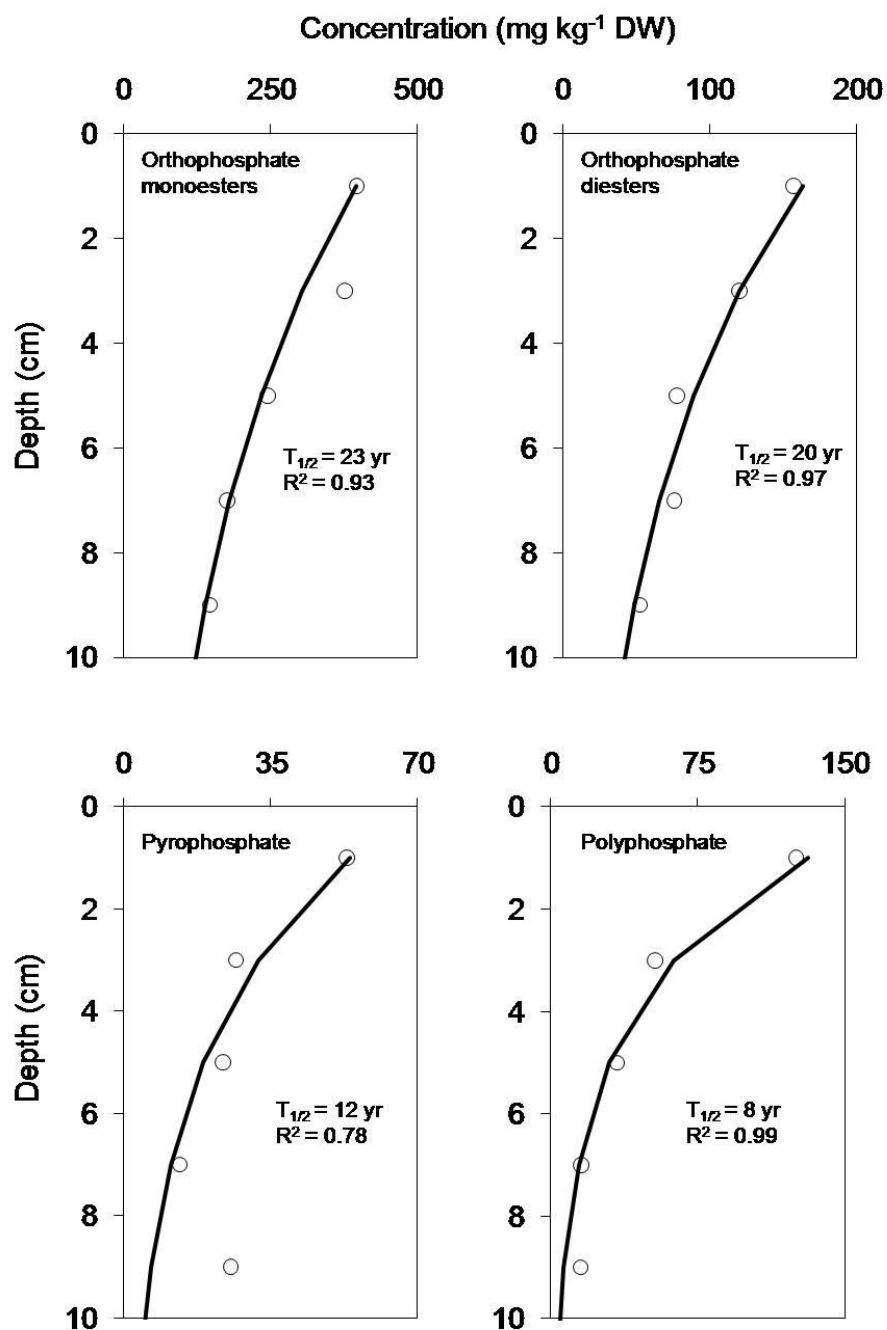 Concentration (mg kg⁻¹ DW)
0 250 500
0 100 200
Orthophosphate
monoesters
Orthophosphate
diesters
0
2
4
6
8
10
0
2
4
6
8
10
Depth (cm)
T₁/₂ = 23 yr
R² = 0.93
T₁/₂ = 20 yr
R² = 0.97
0 35 70
0 75 150
Pyrophosphate
Polyphosphate
0
2
4
6
8
10
0
2
4
6
8
10
Depth (cm)
T₁/₂ = 12 yr
R² = 0.78
T₁/₂ = 8 yr
R² = 0.99